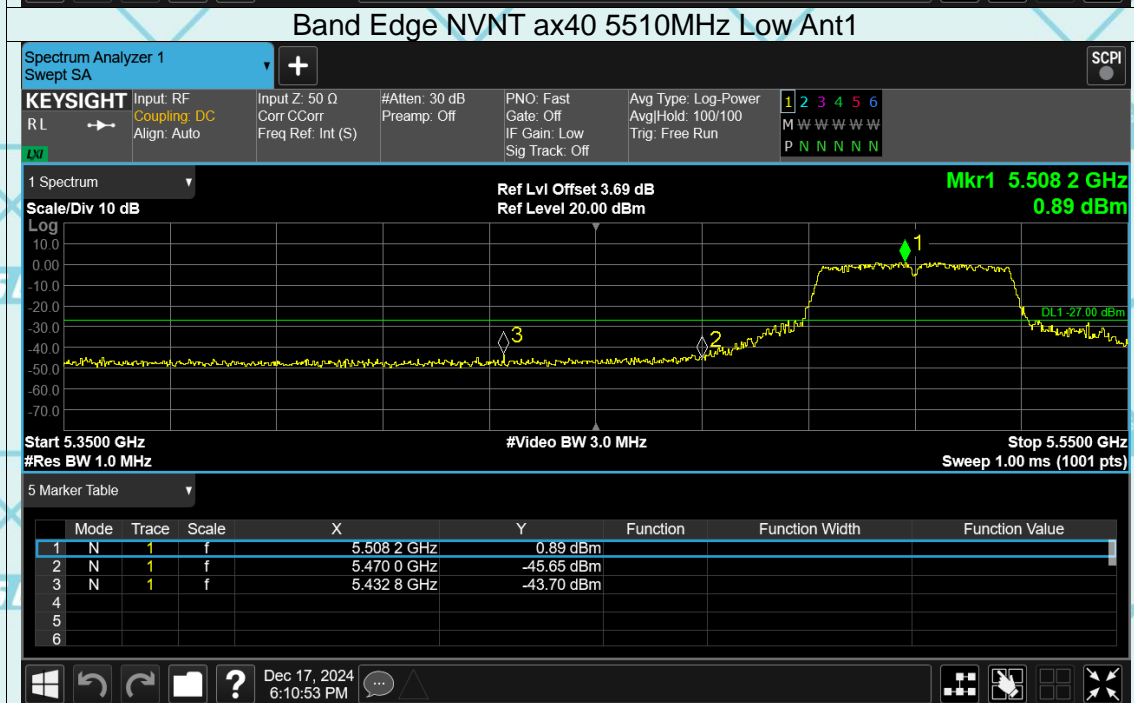 Band Edge NVNT ax40 5510MHz Low Ant1
Spectrum Analyzer 1
Swept SA
+
SCPI
KEYSIGHT
RL
LXI
Input: RF
Coupling: DC
Align: Auto
Input Z: 50 Ω
Corr CCorr
Freq Ref: Int (S)
#Atten: 30 dB
Preamp: Off
PNO: Fast
Gate: Off
IF Gain: Low
Sig Track: Off
Avg Type: Log-Power
Avg|Hold: 100/100
Trig: Free Run
1 2 3 4 5 6
M W W W W W
P N N N N N
1 Spectrum
Scale/Div 10 dB
Ref Lvl Offset 3.69 dB
Ref Level 20.00 dBm
Mkr1 5.508 2 GHz
0.89 dBm
Log
10.0
0.00
-10.0
-20.0
-30.0
-40.0
-50.0
-60.0
-70.0
1
2
3
DL1 -27.00 dBm
Start 5.3500 GHz
#Video BW 3.0 MHz
Stop 5.5500 GHz
#Res BW 1.0 MHz
Sweep 1.00 ms (1001 pts)
5 Marker Table
Mode Trace Scale X Y Function Function Width Function Value
1 N 1 f 5.508 2 GHz 0.89 dBm
2 N 1 f 5.470 0 GHz -45.65 dBm
3 N 1 f 5.432 8 GHz -43.70 dBm
4
5
6
?
Dec 17, 2024
6:10:53 PM